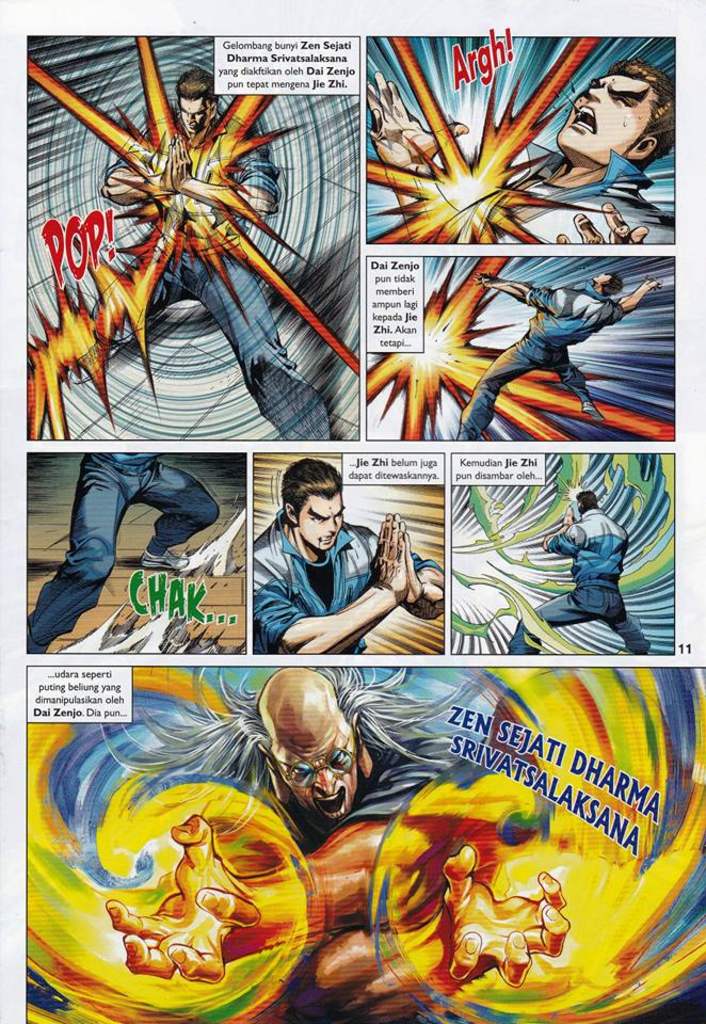 Gelombang bunyi Zen Sejati
Dharma Srivatsalaksana
yang diakftikan oleh Dai Zenjo
pun tepat mengena Jie Zhi.
POP!
Argh!
Dai Zenjo
pun tidak
memberi
ampun lagi
kepada Jie
Zhi. Akan
tetapi...
CHAK...
...Jie Zhi belum juga
dapat ditewaskannya.
Kemudian Jie Zhi
pun disambar oleh...
11
...udara seperti
puting beliung yang
dimanipulasikan oleh
Dai Zenjo. Dia pun...
ZEN SEJATI DHARMA
SRIVATSALAKSANA